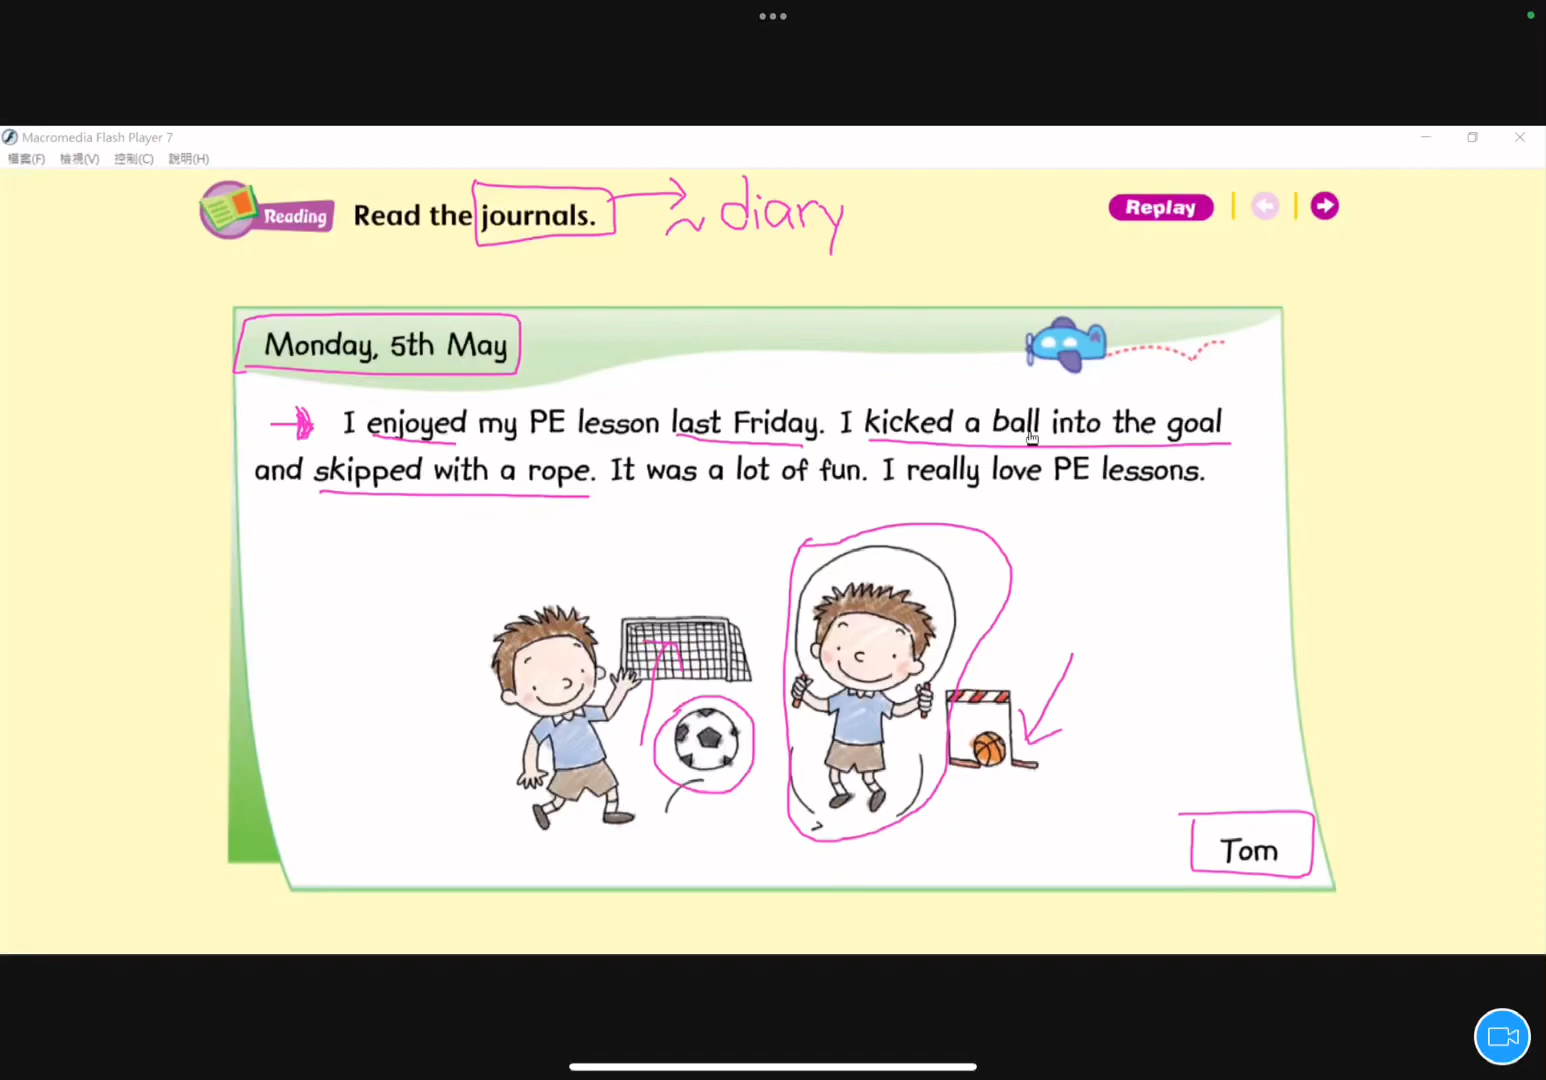 Macromedia Flash Player 7
檔案(F) 檢視(V) 控制(C) 說明(H)
Reading Read the journals. ~ diary
Replay
Monday, 5th May
I enjoyed my PE lesson last Friday. I kicked a ball into the goal
and skipped with a rope. It was a lot of fun. I really love PE lessons.
Tom